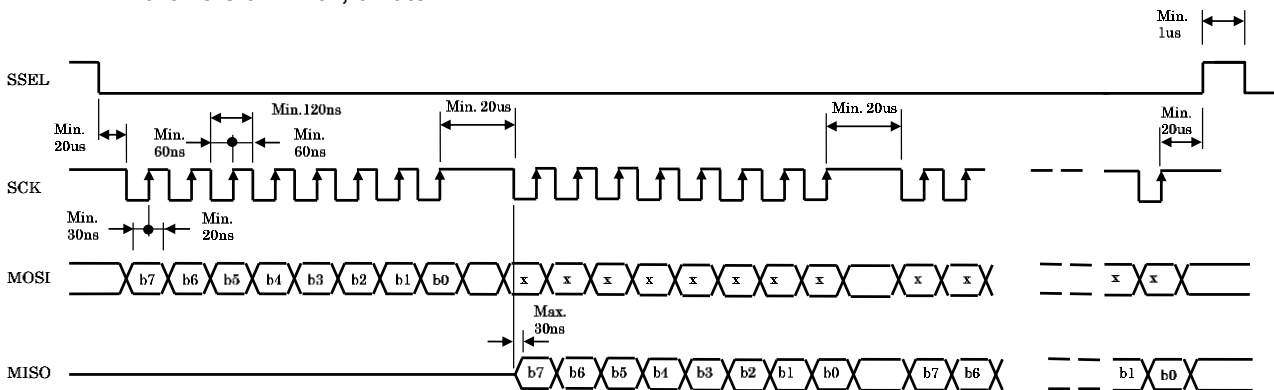 Min.
1us
SSEL
Min. 20us
Min. 20us
Min.120ns
Min.
20us
Min.
60ns
Min.
60ns
Min.
20us
SCK
Min.
30ns
Min.
20ns
MOSI
b7 b6 b5 b4 b3 b2 b1 b0 x x x x x x x x x x x x
Max.
30ns
MISO
b7 b6 b5 b4 b3 b2 b1 b0 b7 b6 b1 b0